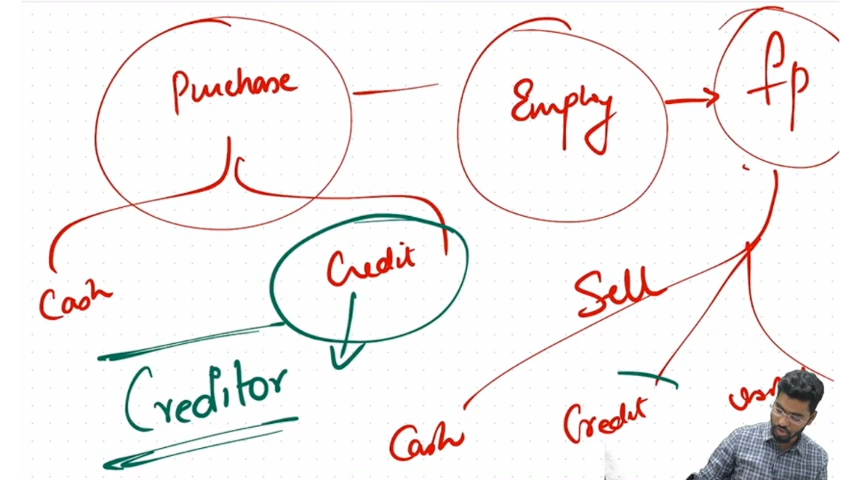 Purchase
Employ
fp
Credit
Cash
Sell
Creditor
Cash
Credit